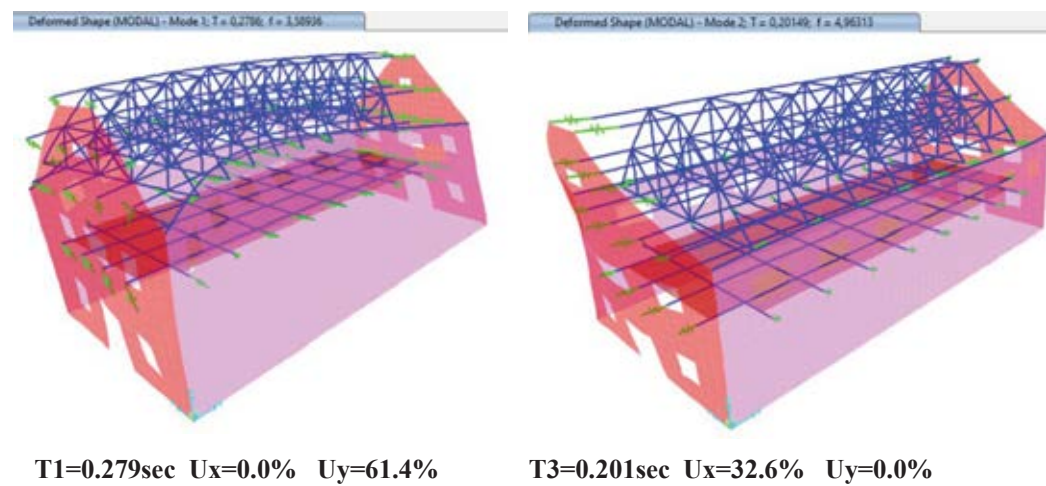 Deformed Shape (MODAL) - Mode 1; T = 0,2786; f = 3,58936
Deformed Shape (MODAL) - Mode 2; T = 0,20149; f = 4,96313
T1=0.279sec Ux=0.0% Uy=61.4%
T3=0.201sec Ux=32.6% Uy=0.0%